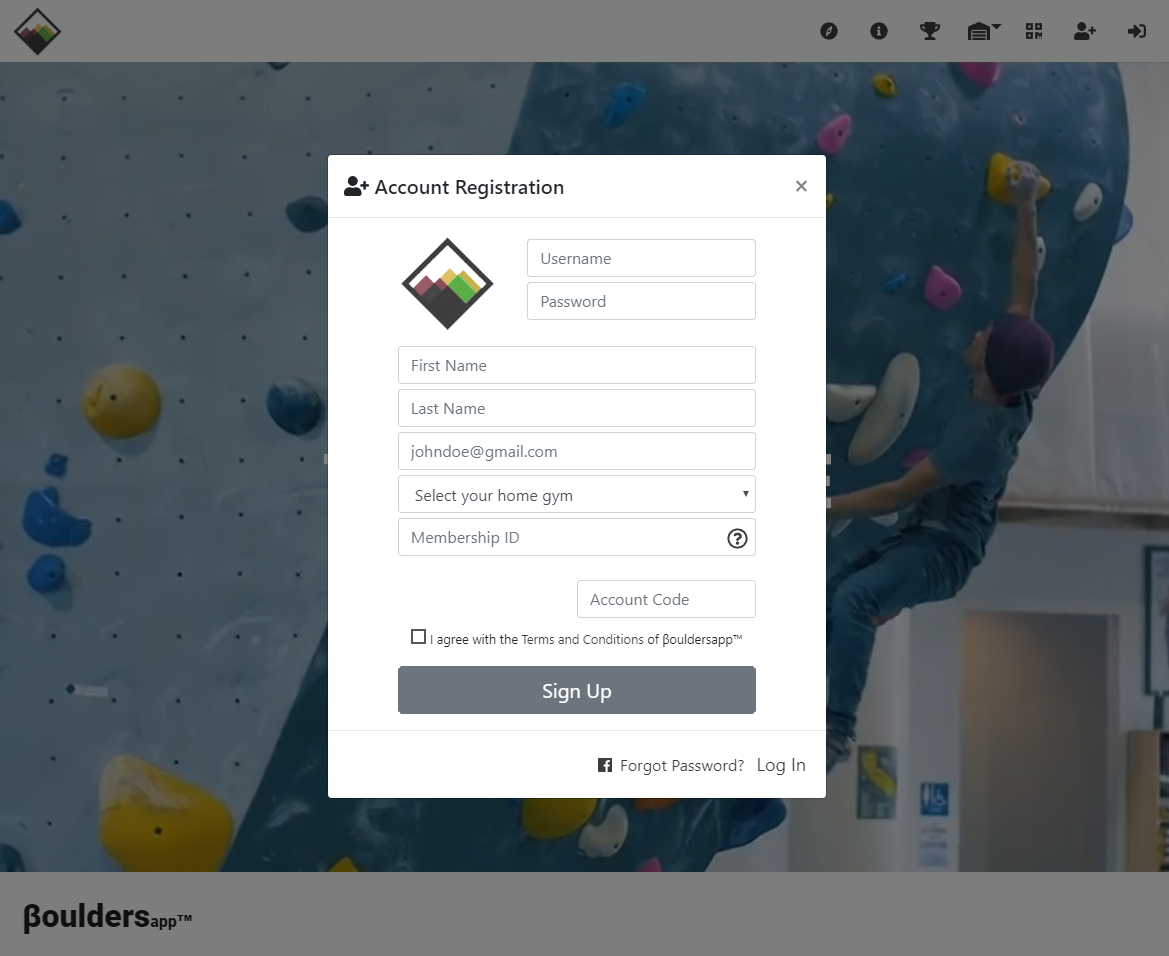 Account Registration
×
Username
Password
First Name
Last Name
johndoe@gmail.com
Select your home gym
Membership ID
?
Account Code
I agree with the Terms and Conditions of βouldersapp™
Sign Up
Forgot Password?
Log In
βouldersapp™